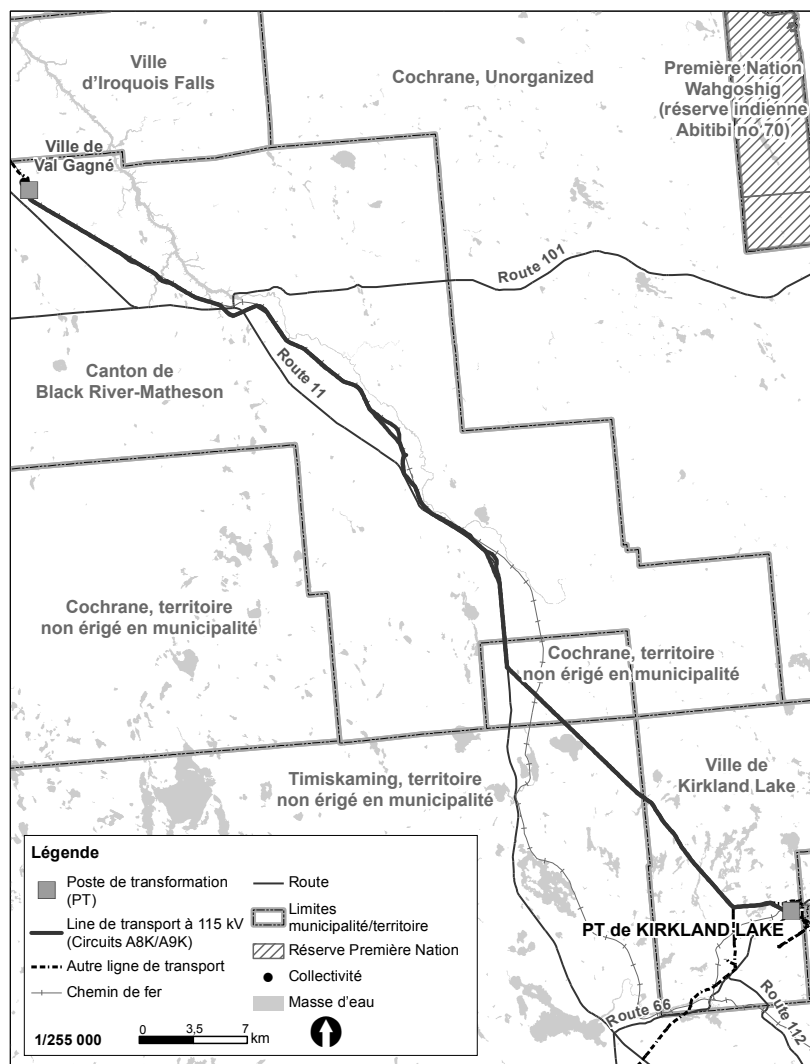 Ville
d'Iroquois Falls
Cochrane, Unorganized
Première Nation
Wahgoshig
(réserve indienne
Abitibi no 70)
Ville de
Val Gagné
Route 101
Canton de
Black River-Matheson
Route 11
Cochrane, territoire
non érigé en municipalité
Cochrane, territoire
non érigé en municipalité
Timiskaming, territoire
non érigé en municipalité
Ville de
Kirkland Lake
PT de KIRKLAND LAKE
Route 66
Route 112
Légende
Poste de transformation
(PT)
Line de transport à 115 kV
(Circuits A8K/A9K)
Autre ligne de transport
Chemin de fer
Route
Limites
municipalité/territoire
Réserve Première Nation
Collectivité
Masse d'eau
1/255 000
0 3,5 7
km